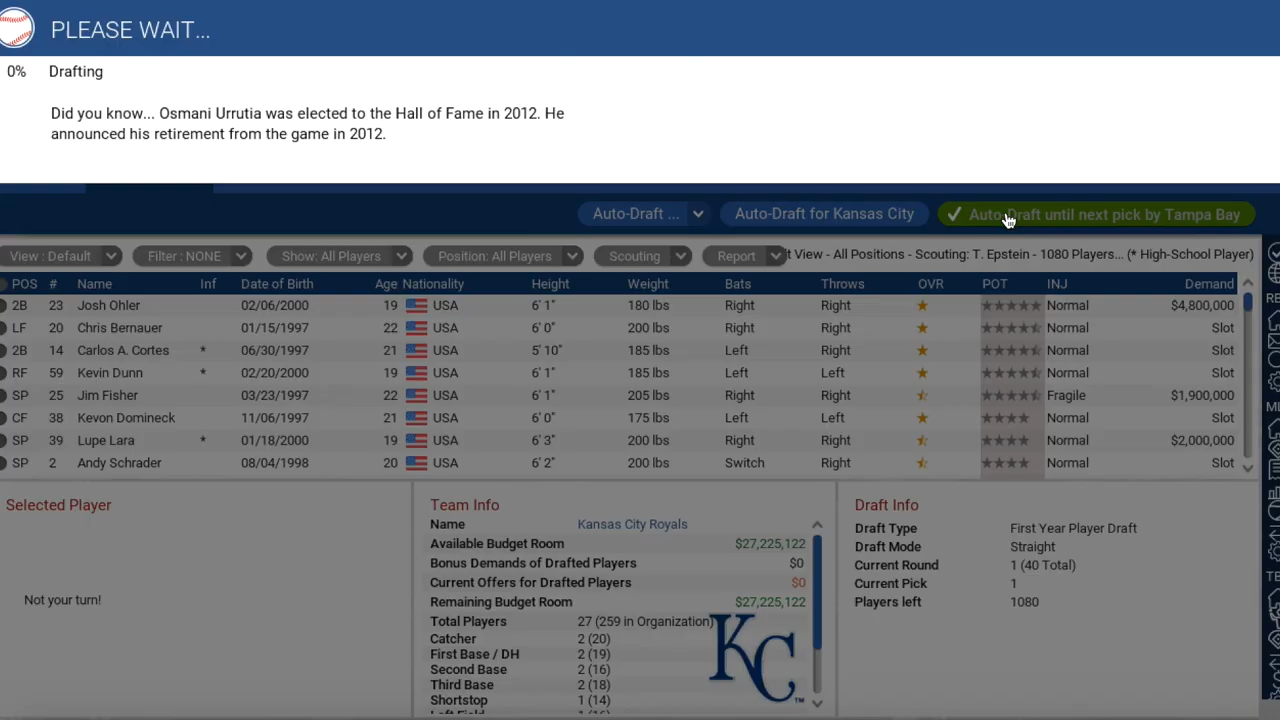 PLEASE WAIT...
0% Drafting
Did you know... Osmani Urrutia was elected to the Hall of Fame in 2012. He
announced his retirement from the game in 2012.
Auto-Draft ... Auto-Draft for Kansas City Auto-Draft until next pick by Tampa Bay
View : Default Filter : NONE Show: All Players Position: All Players Scouting Report t View - All Positions - Scouting: T. Epstein - 1080 Players... (* High-School Player)
POS # Name Inf Date of Birth Age Nationality Height Weight Bats Throws OVR POT INJ Demand
2B 23 Josh Ohler 02/06/2000 19 USA 6' 1" 180 lbs Right Right Normal $4,800,000
LF 20 Chris Bernauer 01/15/1997 22 USA 6' 0" 200 lbs Right Right Normal Slot
2B 14 Carlos A. Cortes * 06/30/1997 21 USA 5' 10" 185 lbs Left Right Normal Slot
RF 59 Kevin Dunn * 02/20/2000 19 USA 6' 1" 185 lbs Left Left Normal Slot
SP 25 Jim Fisher 03/23/1997 22 USA 6' 1" 205 lbs Right Right Fragile $1,900,000
CF 38 Kevon Domineck 11/06/1997 21 USA 6' 0" 175 lbs Left Left Normal Slot
SP 39 Lupe Lara * 01/18/2000 19 USA 6' 3" 200 lbs Right Right Normal $2,000,000
SP 2 Andy Schrader 08/04/1998 20 USA 6' 2" 200 lbs Switch Right Normal Slot
Selected Player
Not your turn!
Team Info
Name Kansas City Royals
Available Budget Room $27,225,122
Bonus Demands of Drafted Players $0
Current Offers for Drafted Players $0
Remaining Budget Room $27,225,122
Total Players 27 (259 in Organization)
Catcher 2 (20)
First Base / DH 2 (19)
Second Base 2 (16)
Third Base 2 (18)
Shortstop 1 (14)
KC
Draft Info
Draft Type First Year Player Draft
Draft Mode Straight
Current Round 1 (40 Total)
Current Pick 1
Players left 1080